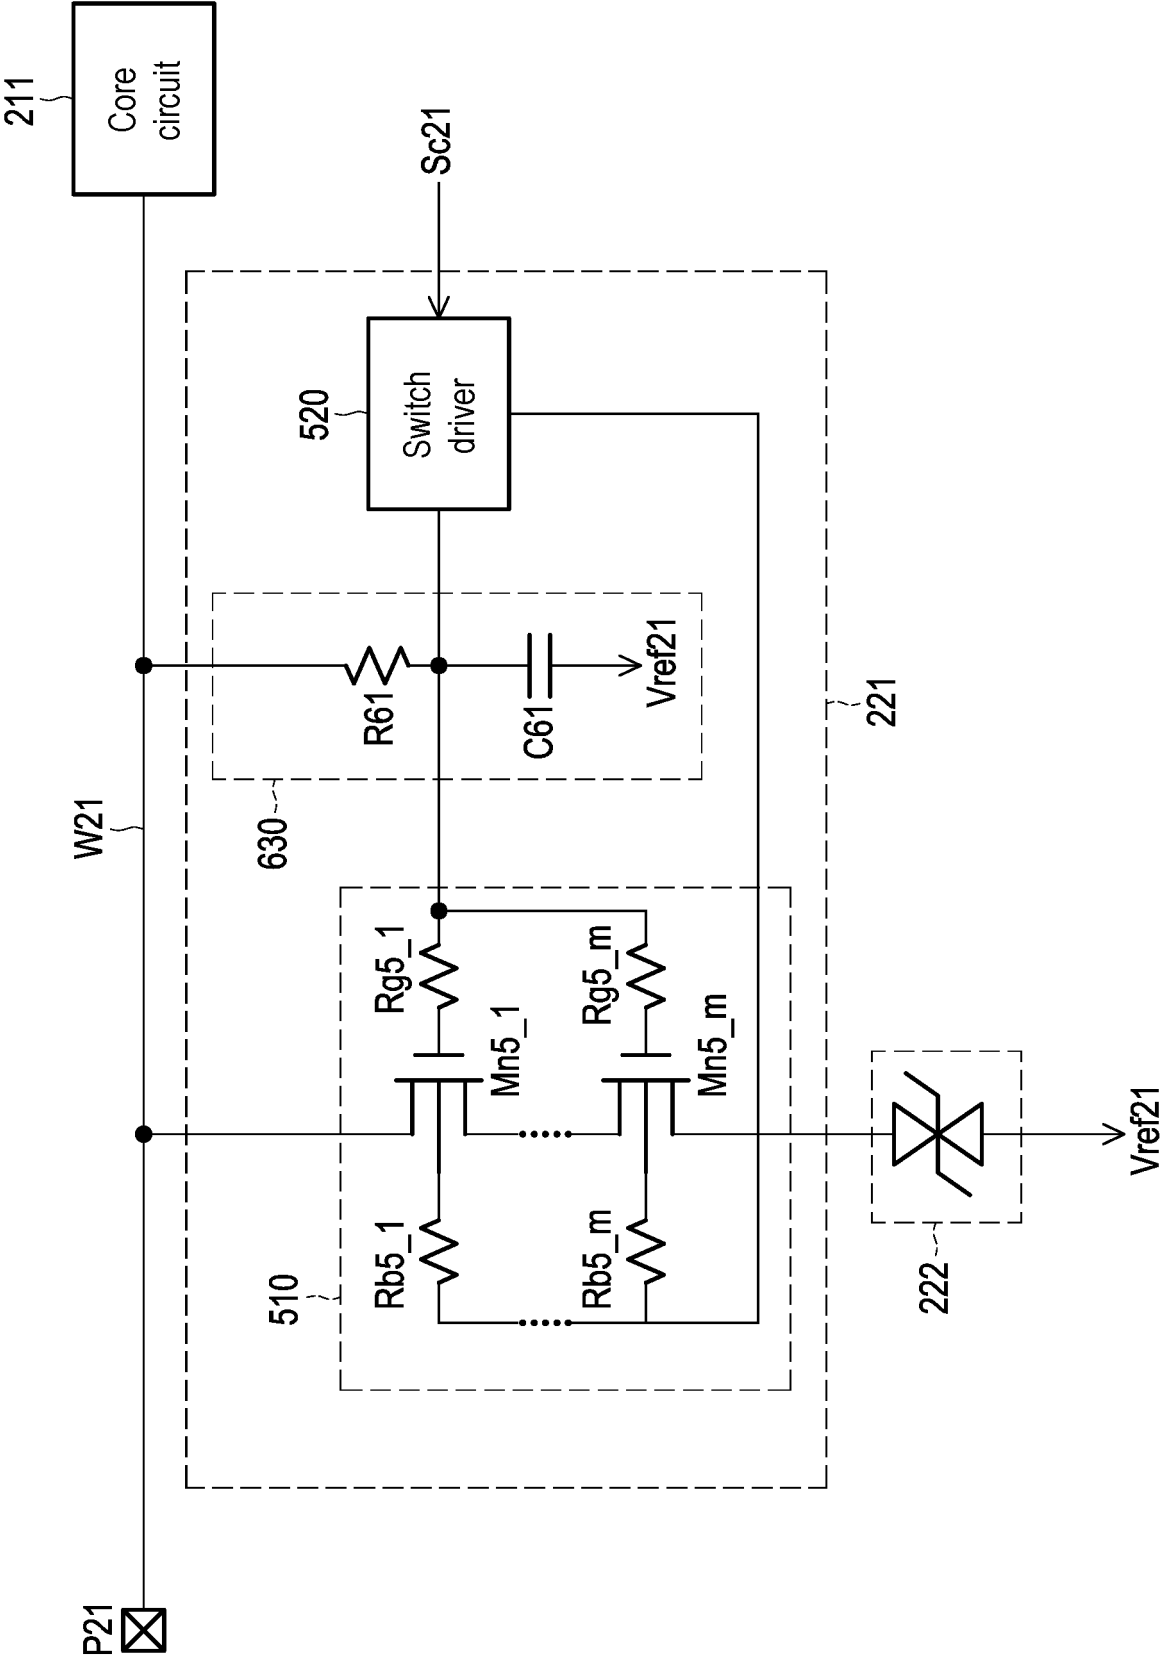 211
Core
circuit
Sc21
520
Switch
driver
R61
C61
Vref21
221
W21
630
Rg5_1
Rg5_m
Mn5_1
Mn5_m
Rb5_1
Rb5_m
510
222
Vref21
P21